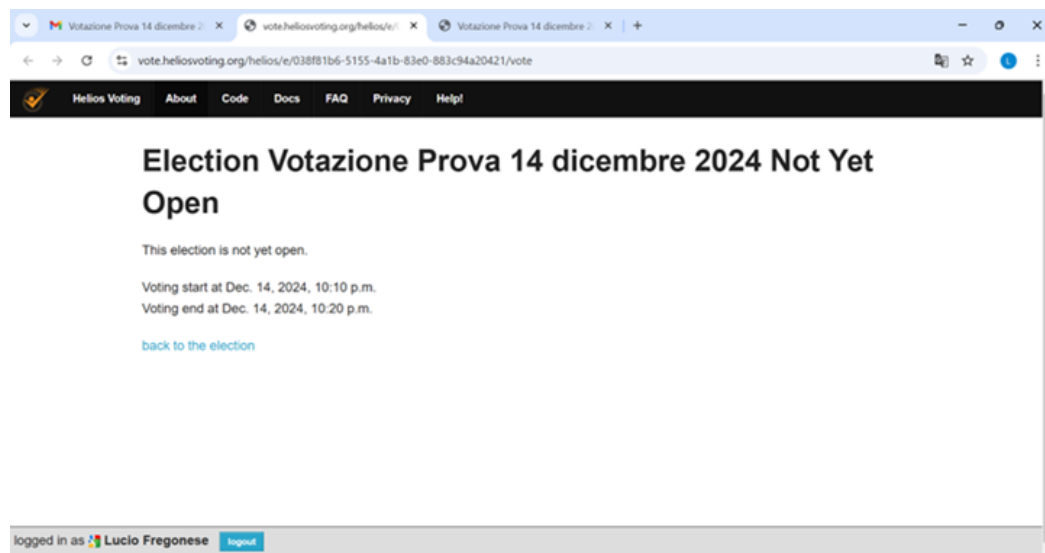 Votazione Prova 14 dicembre 2
vote.heliosvoting.org/helios/e/
Votazione Prova 14 dicembre 2
vote.heliosvoting.org/helios/e/038f81b6-5155-4a1b-83e0-883c94a20421/vote
L
Helios Voting About Code Docs FAQ Privacy Help!
Election Votazione Prova 14 dicembre 2024 Not Yet
Open
This election is not yet open.
Voting start at Dec. 14, 2024, 10:10 p.m.
Voting end at Dec. 14, 2024, 10:20 p.m.
back to the election
logged in as Lucio Fregonese logout